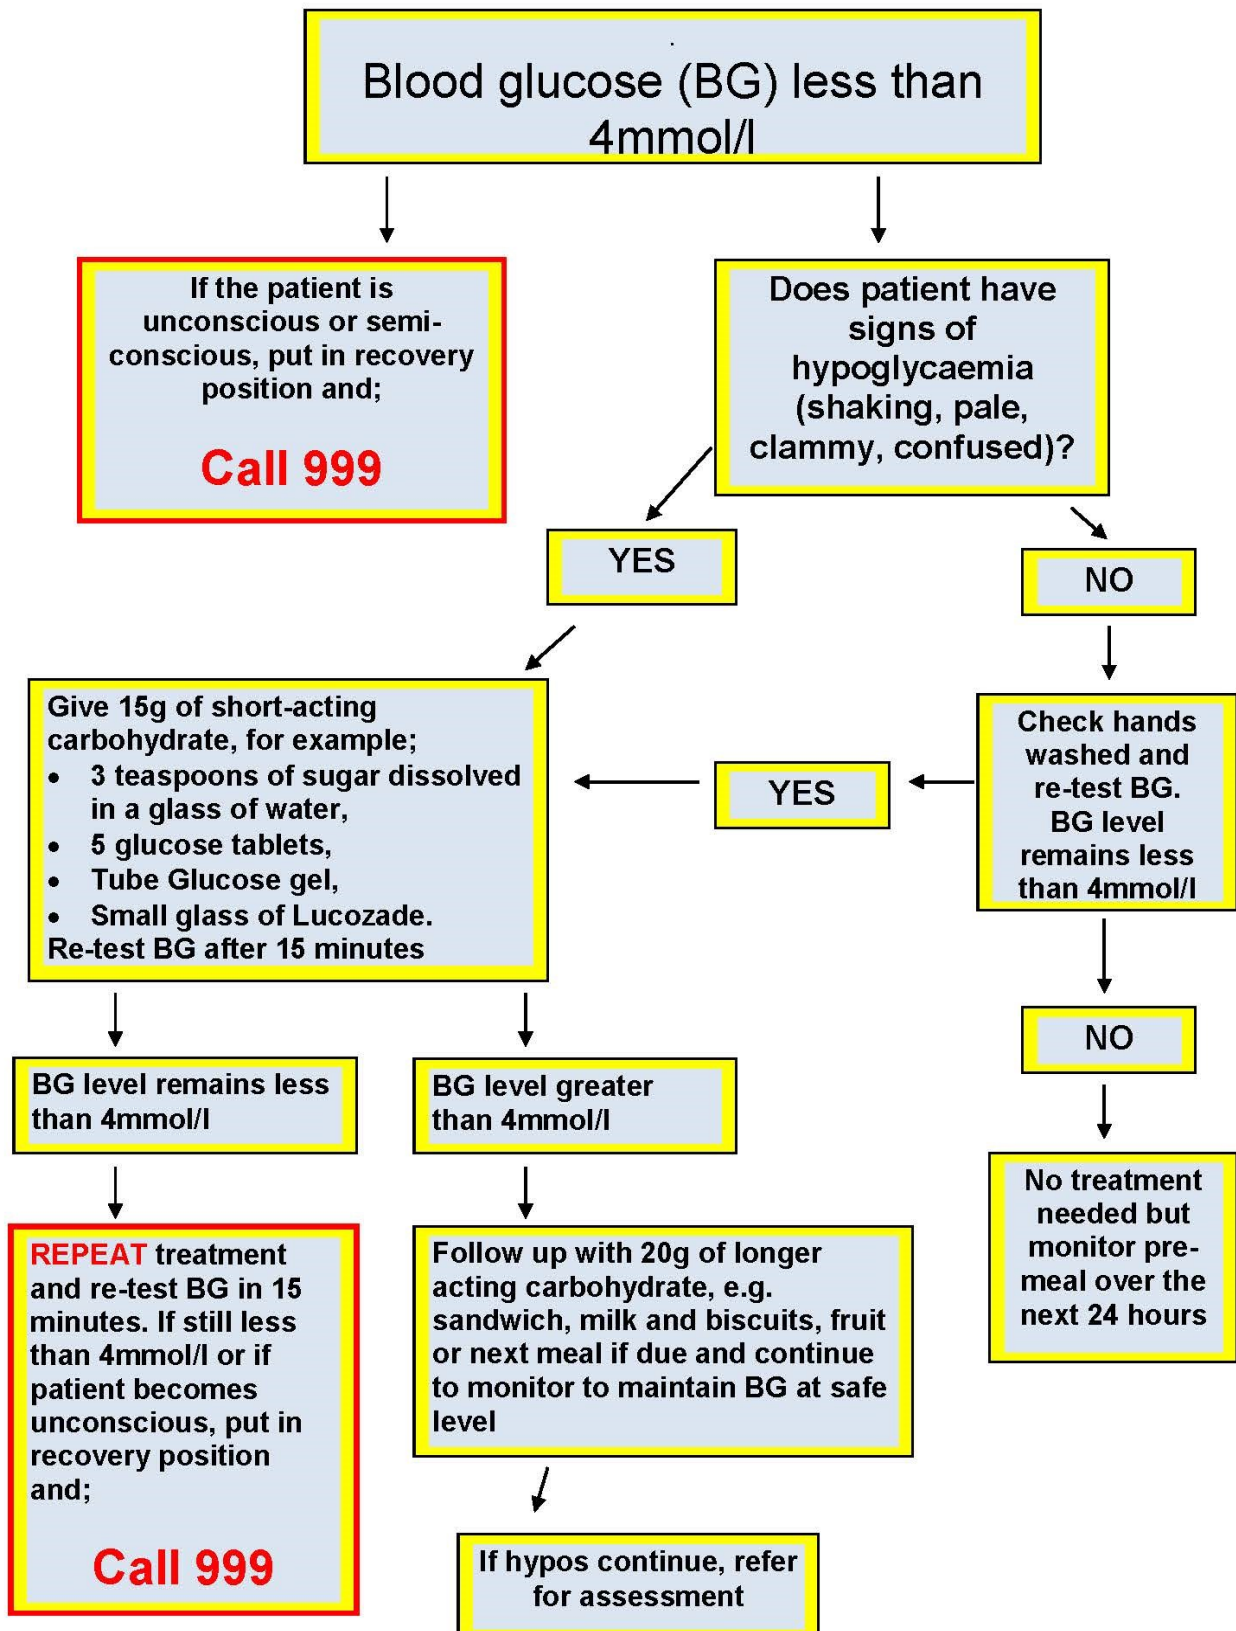 .
Blood glucose (BG) less than
4mmol/l
If the patient is
unconscious or semi-
conscious, put in recovery
position and;
Call 999
Does patient have
signs of
hypoglycaemia
(shaking, pale,
clammy, confused)?
YES
NO
Give 15g of short-acting
carbohydrate, for example;
• 3 teaspoons of sugar dissolved
in a glass of water,
• 5 glucose tablets,
• Tube Glucose gel,
• Small glass of Lucozade.
Re-test BG after 15 minutes
YES
Check hands
washed and
re-test BG.
BG level
remains less
than 4mmol/l
NO
BG level remains less
than 4mmol/l
BG level greater
than 4mmol/l
No treatment
needed but
monitor pre-
meal over the
next 24 hours
REPEAT treatment
and re-test BG in 15
minutes. If still less
than 4mmol/l or if
patient becomes
unconscious, put in
recovery position
and;
Call 999
Follow up with 20g of longer
acting carbohydrate, e.g.
sandwich, milk and biscuits, fruit
or next meal if due and continue
to monitor to maintain BG at safe
level
If hypos continue, refer
for assessment